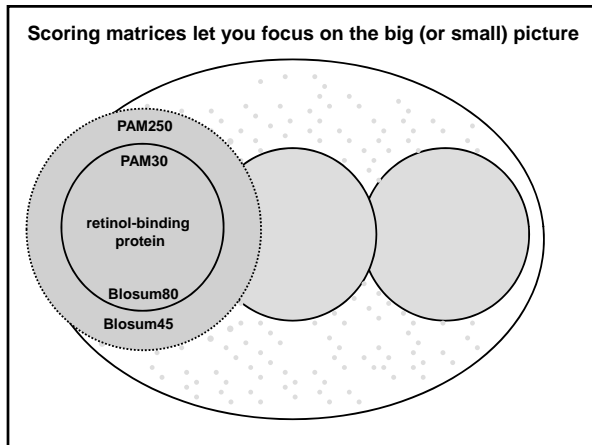 Scoring matrices let you focus on the big (or small) picture
PAM250
PAM30
retinol-binding
protein
Blosum80
Blosum45